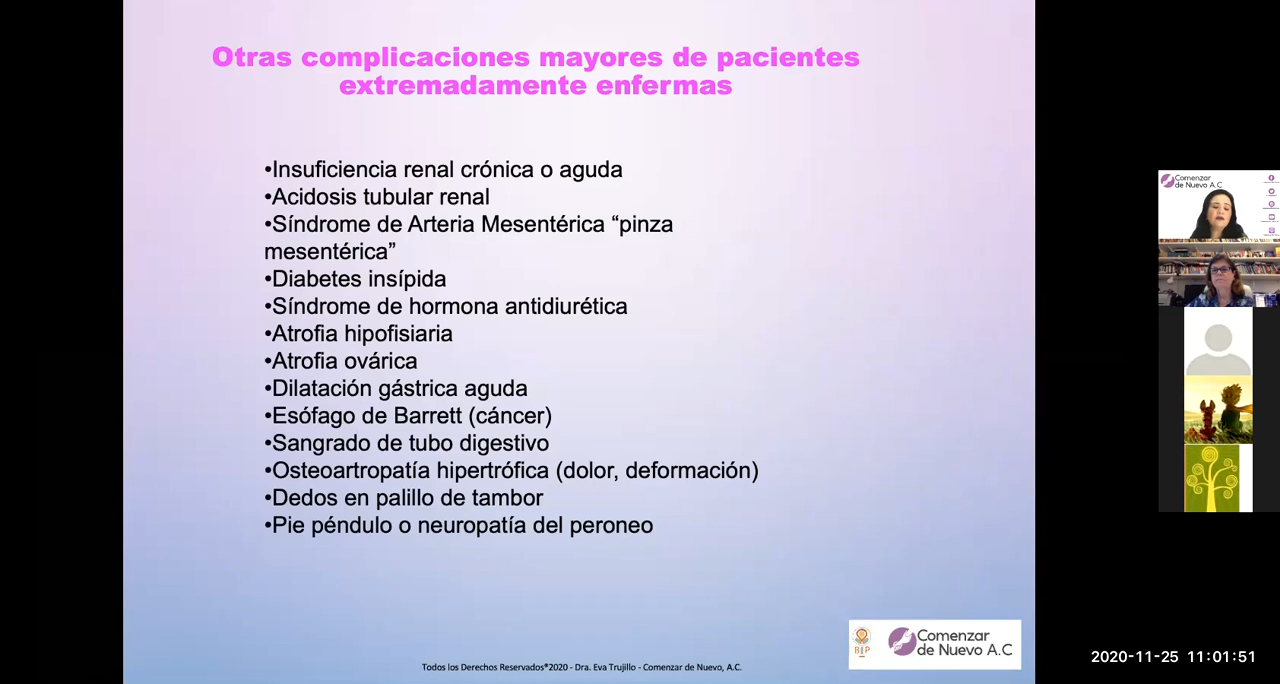 Otras complicaciones mayores de pacientes
extremadamente enfermas
•Insuficiencia renal crónica o aguda
•Acidosis tubular renal
•Síndrome de Arteria Mesentérica “pinza
mesentérica”
•Diabetes insípida
•Síndrome de hormona antidiurética
•Atrofia hipofisiaria
•Atrofia ovárica
•Dilatación gástrica aguda
•Esófago de Barrett (cáncer)
•Sangrado de tubo digestivo
•Osteoartropatía hipertrófica (dolor, deformación)
•Dedos en palillo de tambor
•Pie péndulo o neuropatía del peroneo
Comenzar
de Nuevo A.C
Todos los Derechos Reservados®2020 - Dra. Eva Trujillo - Comenzar de Nuevo, A.C.
Comenzar
de Nuevo A.C
2020-11-25 11:01:51